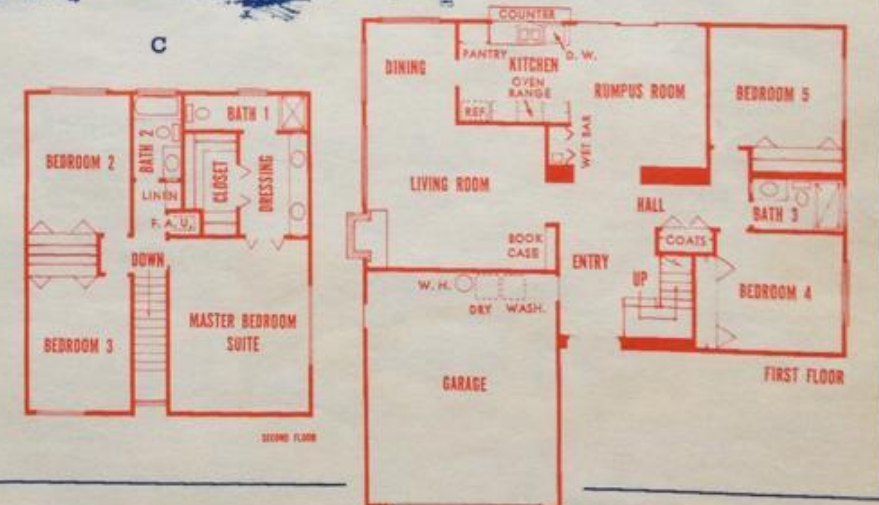 C
BEDROOM 2
BATH 2
BATH 1
LINEN
CLOSET
DRESSING
F.A.U.
DOWN
BEDROOM 3
MASTER BEDROOM
SUITE
SECOND FLOOR
COUNTER
DINING
PANTRY
KITCHEN
D.W.
OVEN
RANGE
REF.
RUMPUS ROOM
BEDROOM 5
WET BAR
LIVING ROOM
HALL
BATH 3
COATS
BOOK
CASE
ENTRY
UP
BEDROOM 4
W.H.
DRY
WASH.
GARAGE
FIRST FLOOR